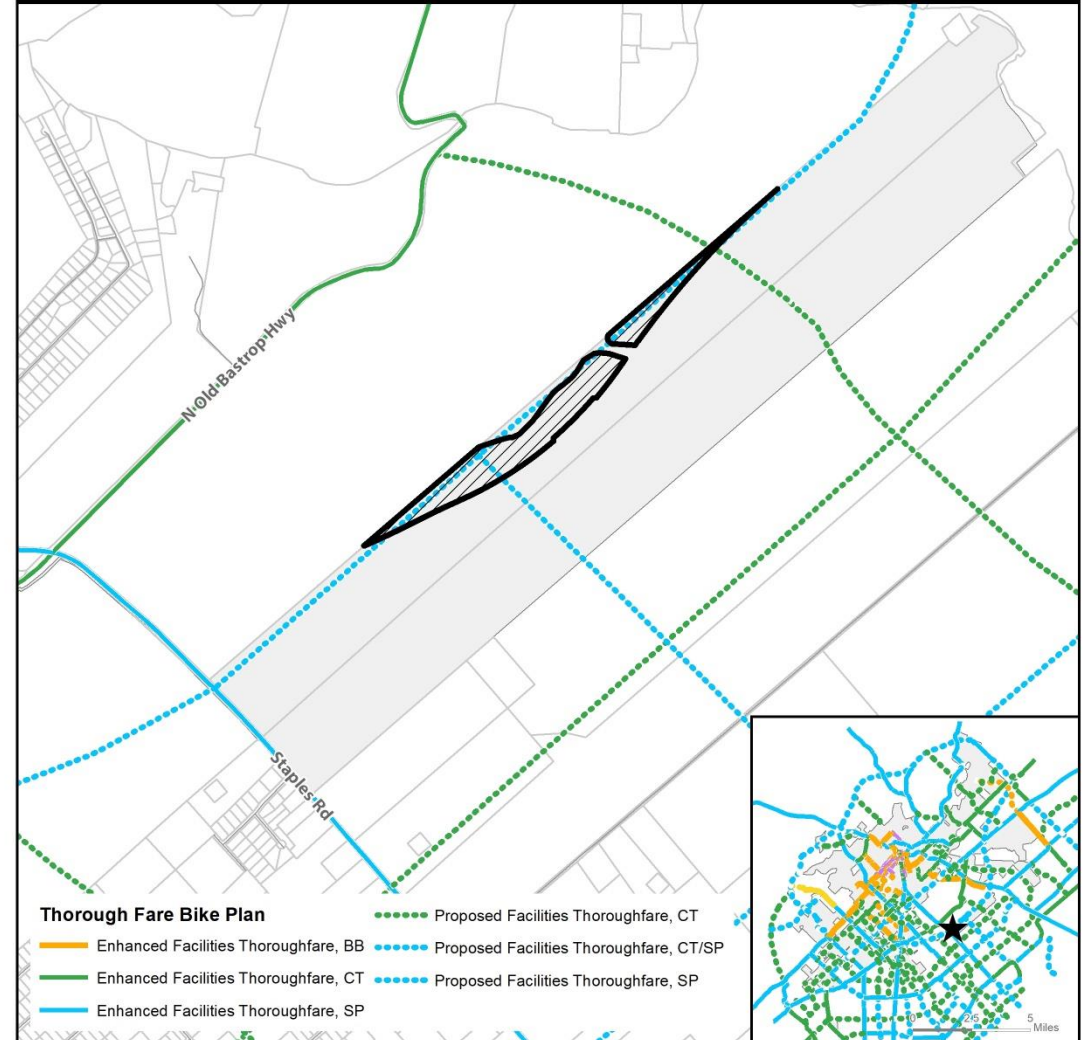 N Old Bastrop Hwy
Staples Rd
Thorough Fare Bike Plan
Enhanced Facilities Thoroughfare, BB
Enhanced Facilities Thoroughfare, CT
Enhanced Facilities Thoroughfare, SP
Proposed Facilities Thoroughfare, CT
Proposed Facilities Thoroughfare, CT/SP
Proposed Facilities Thoroughfare, SP
0 2.5 5
Miles